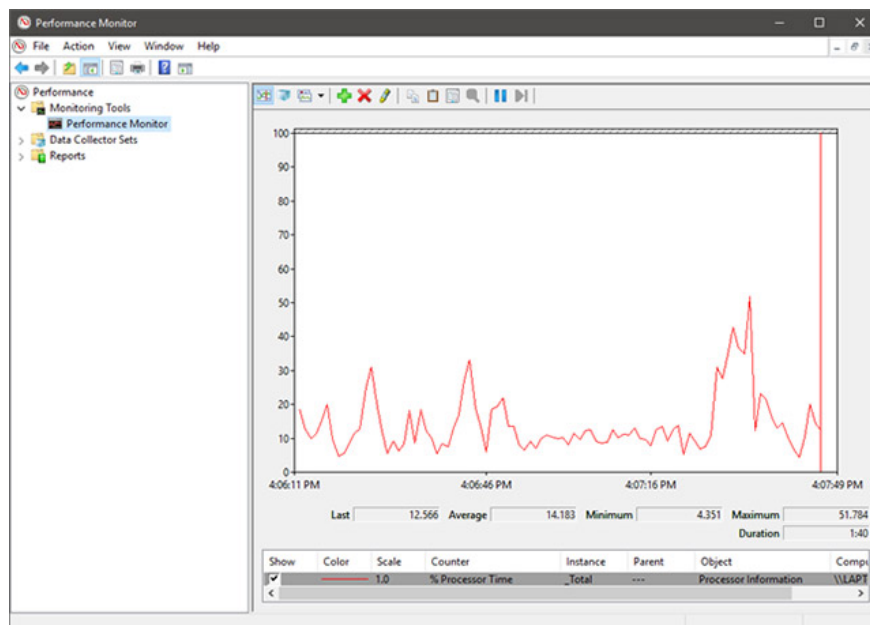 Performance Monitor
File Action View Window Help
Performance
Monitoring Tools
Performance Monitor
Data Collector Sets
Reports
100
90
80
70
60
50
40
30
20
10
0
4:06:11 PM 4:06:46 PM 4:07:16 PM 4:07:49 PM
Last 12.566 Average 14.183 Minimum 4.351 Maximum 51.784
Duration 1:40
Show Color Scale Counter Instance Parent Object Compu
1.0 % Processor Time _Total --- Processor Information \\LAPT